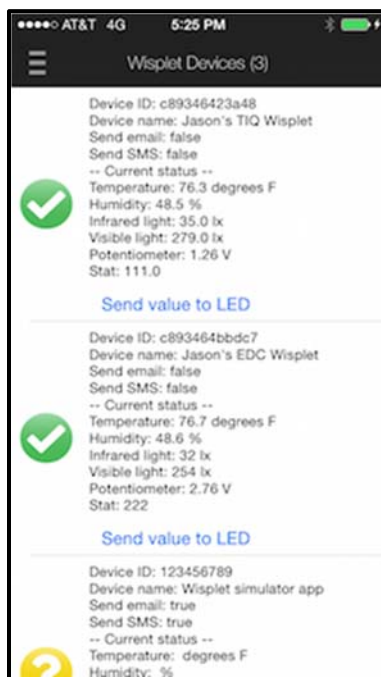 AT&T 4G 5:25 PM
Wisplet Devices (3)
Device ID: c89346423a48
Device name: Jason's TIQ Wisplet
Send email: false
Send SMS: false
-- Current status --
Temperature: 76.3 degrees F
Humidity: 48.5 %
Infrared light: 35.0 lx
Visible light: 279.0 lx
Potentiometer: 1.26 V
Stat: 111.0
Send value to LED
Device ID: c893464bbdc7
Device name: Jason's EDC Wisplet
Send email: false
Send SMS: false
-- Current status --
Temperature: 76.7 degrees F
Humidity: 48.6 %
Infrared light: 32 lx
Visible light: 254 lx
Potentiometer: 2.76 V
Stat: 222
Send value to LED
Device ID: 123456789
Device name: Wisplet simulator app
Send email: true
Send SMS: true
-- Current status --
Temperature: degrees F
Humidity: %